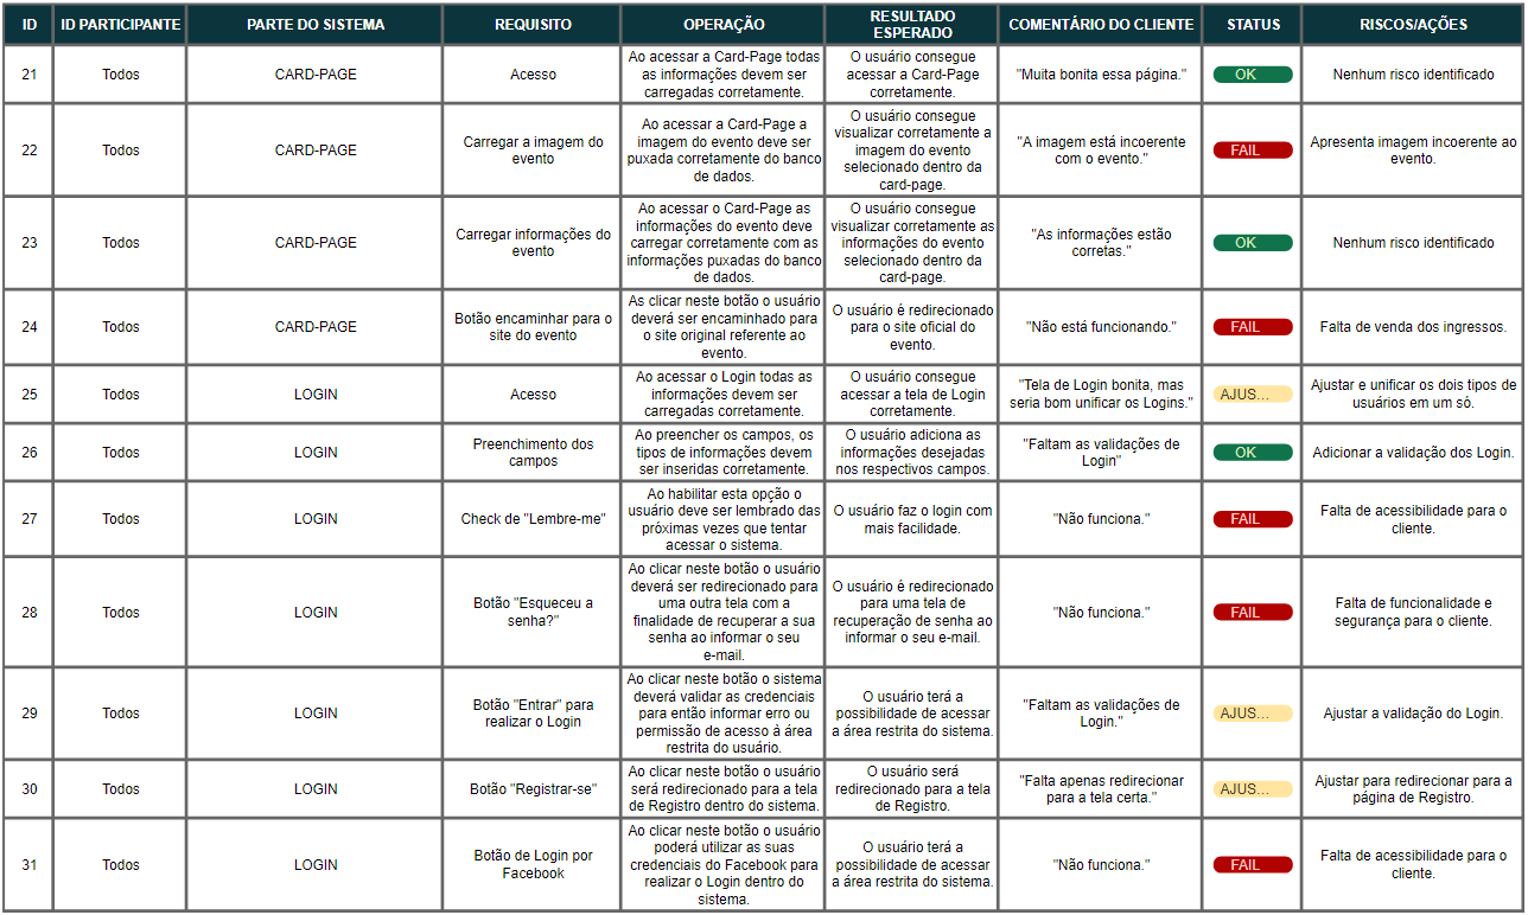 ID
ID PARTICIPANTE
PARTE DO SISTEMA
REQUISITO
OPERAÇÃO
RESULTADO
ESPERADO
COMENTÁRIO DO CLIENTE
STATUS
RISCOS/AÇÕES
21
Todos
CARD-PAGE
Acesso
Ao acessar a Card-Page todas
as informações devem ser
carregadas corretamente.
O usuário consegue
acessar a Card-Page
corretamente.
"Muita bonita essa página."
OK
Nenhum risco identificado
22
Todos
CARD-PAGE
Carregar a imagem do
evento
Ao acessar a Card-Page a
imagem do evento deve ser
puxada corretamente do banco
de dados.
O usuário consegue
visualizar corretamente a
imagem do evento
selecionado dentro da
card-page.
"A imagem está incoerente
com o evento."
FAIL
Apresenta imagem incoerente ao
evento.
23
Todos
CARD-PAGE
Carregar informações do
evento
Ao acessar o Card-Page as
informações do evento deve
carregar corretamente com as
informações puxadas do banco
de dados.
O usuário consegue
visualizar corretamente as
informações do evento
selecionado dentro da
card-page.
"As informações estão
corretas."
OK
Nenhum risco identificado
24
Todos
CARD-PAGE
Botão encaminhar para o
site do evento
As clicar neste botão o usuário
deverá ser encaminhado para
o site original referente ao
evento.
O usuário é redirecionado
para o site oficial do
evento.
"Não está funcionando."
FAIL
Falta de venda dos ingressos.
25
Todos
LOGIN
Acesso
Ao acessar o Login todas as
informações devem ser
carregadas corretamente.
O usuário consegue
acessar a tela de Login
corretamente.
"Tela de Login bonita, mas
seria bom unificar os Logins."
AJUS...
Ajustar e unificar os dois tipos de
usuários em um só.
26
Todos
LOGIN
Preenchimento dos
campos
Ao preencher os campos, os
tipos de informações devem
ser inseridas corretamente.
O usuário adiciona as
informações desejadas
nos respectivos campos.
"Faltam as validações de
Login"
OK
Adicionar a validação dos Login.
27
Todos
LOGIN
Check de "Lembre-me"
Ao habilitar esta opção o
usuário deve ser lembrado das
próximas vezes que tentar
acessar o sistema.
O usuário faz o login com
mais facilidade.
"Não funciona."
FAIL
Falta de acessibilidade para o
cliente.
28
Todos
LOGIN
Botão "Esqueceu a
senha?"
Ao clicar neste botão o usuário
deverá ser redirecionado para
uma outra tela com a
finalidade de recuperar a sua
senha ao informar o seu
e-mail.
O usuário é redirecionado
para uma tela de
recuperação de senha ao
informar o seu e-mail.
"Não funciona."
FAIL
Falta de funcionalidade e
segurança para o cliente.
29
Todos
LOGIN
Botão "Entrar" para
realizar o Login
Ao clicar neste botão o sistema
deverá validar as credenciais
para então informar erro ou
permissão de acesso à área
restrita do usuário.
O usuário terá a
possibilidade de acessar
a área restrita do sistema.
"Faltam as validações de
Login."
AJUS...
Ajustar a validação do Login.
30
Todos
LOGIN
Botão "Registrar-se"
Ao clicar neste botão o usuário
será redirecionado para a tela
de Registro dentro do sistema.
O usuário será
redirecionado para a tela
de Registro.
"Falta apenas redirecionar
para a tela certa."
AJUS...
Ajustar para redirecionar para a
página de Registro.
31
Todos
LOGIN
Botão de Login por
Facebook
Ao clicar neste botão o usuário
poderá utilizar as suas
credenciais do Facebook para
realizar o Login dentro do
sistema.
O usuário terá a
possibilidade de acessar
a área restrita do sistema.
"Não funciona."
FAIL
Falta de acessibilidade para o
cliente.